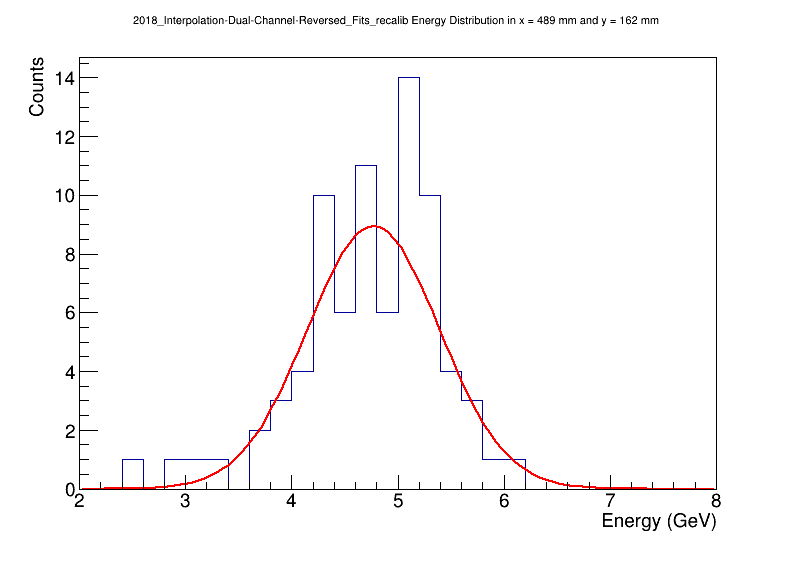 2018_Interpolation-Dual-Channel-Reversed_Fits_recalib Energy Distribution in x = 489 mm and y = 162 mm
Counts
14
12
10
8
6
4
2
0
2 3 4 5 6 7 8
Energy (GeV)